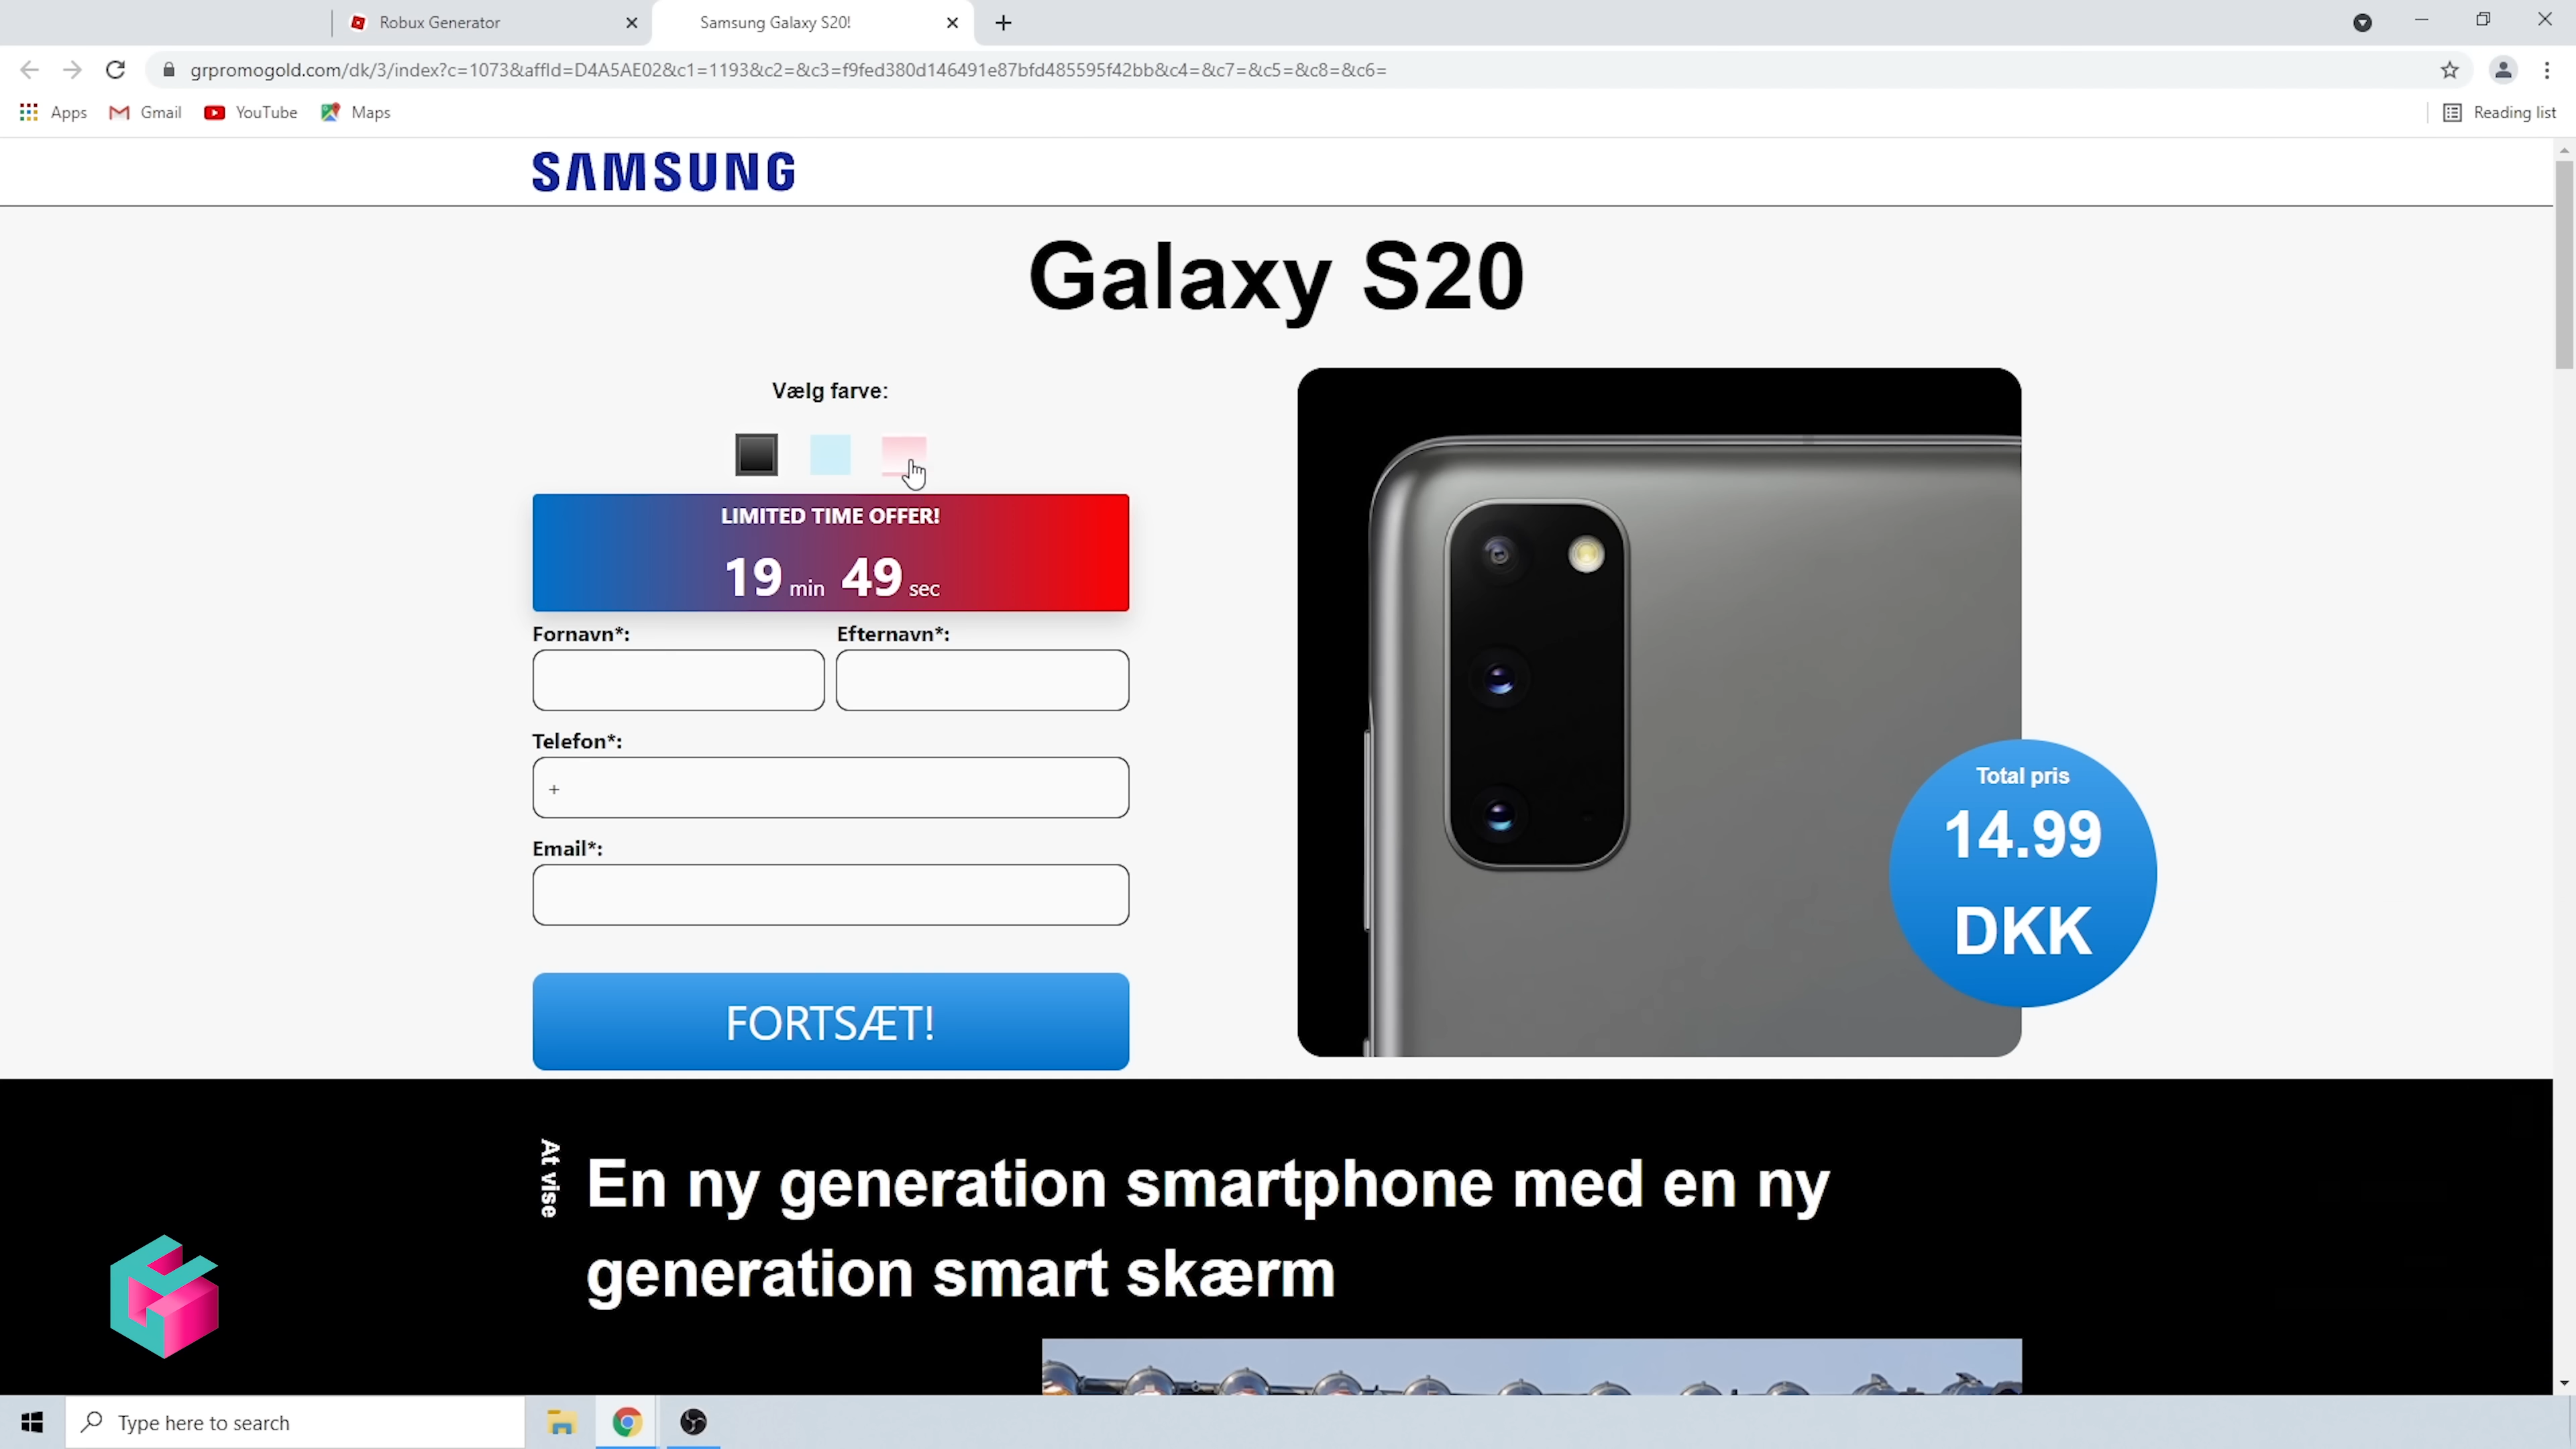 Robux Generator
Samsung Galaxy S20!
grpromogold.com/dk/3/index?c=1073&affId=D4A5AE02&c1=1193&c2=&c3=f9fed380d146491e87bfd485595f42bb&c4=&c7=&c5=&c8=&c6=
Apps Gmail YouTube Maps Reading list
SAMSUNG
Galaxy S20
Vælg farve:
LIMITED TIME OFFER!
19 min 49 sec
Fornavn*: Efternavn*:
Telefon*:
+
Email*:
FORTSÆT!
Total pris
14.99
DKK
At vise
En ny generation smartphone med en ny
generation smart skærm
Type here to search